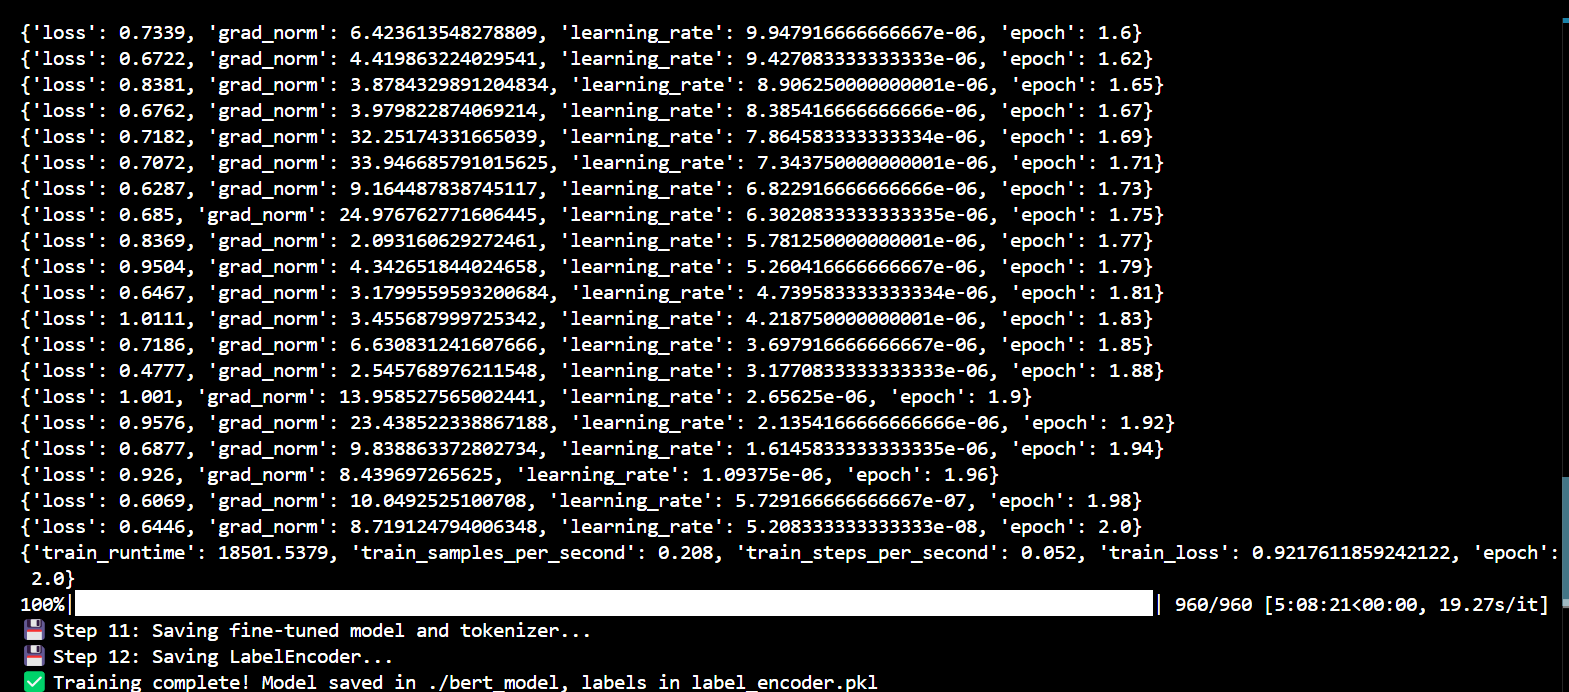 {'loss': 0.7339, 'grad_norm': 6.423613548278809, 'learning_rate': 9.947916666666667e-06, 'epoch': 1.6}
{'loss': 0.6722, 'grad_norm': 4.419863224029541, 'learning_rate': 9.427083333333333e-06, 'epoch': 1.62}
{'loss': 0.8381, 'grad_norm': 3.8784329891204834, 'learning_rate': 8.906250000000001e-06, 'epoch': 1.65}
{'loss': 0.6762, 'grad_norm': 3.979822874069214, 'learning_rate': 8.385416666666666e-06, 'epoch': 1.67}
{'loss': 0.7182, 'grad_norm': 32.25174331665039, 'learning_rate': 7.864583333333334e-06, 'epoch': 1.69}
{'loss': 0.7072, 'grad_norm': 33.946685791015625, 'learning_rate': 7.343750000000001e-06, 'epoch': 1.71}
{'loss': 0.6287, 'grad_norm': 9.164487838745117, 'learning_rate': 6.822916666666666e-06, 'epoch': 1.73}
{'loss': 0.685, 'grad_norm': 24.976762771606445, 'learning_rate': 6.3020833333333335e-06, 'epoch': 1.75}
{'loss': 0.8369, 'grad_norm': 2.093160629272461, 'learning_rate': 5.781250000000001e-06, 'epoch': 1.77}
{'loss': 0.9504, 'grad_norm': 4.342651844024658, 'learning_rate': 5.260416666666667e-06, 'epoch': 1.79}
{'loss': 0.6467, 'grad_norm': 3.1799559593200684, 'learning_rate': 4.739583333333334e-06, 'epoch': 1.81}
{'loss': 1.0111, 'grad_norm': 3.455687999725342, 'learning_rate': 4.218750000000001e-06, 'epoch': 1.83}
{'loss': 0.7186, 'grad_norm': 6.630831241607666, 'learning_rate': 3.697916666666667e-06, 'epoch': 1.85}
{'loss': 0.4777, 'grad_norm': 2.545768976211548, 'learning_rate': 3.1770833333333333e-06, 'epoch': 1.88}
{'loss': 1.001, 'grad_norm': 13.958527565002441, 'learning_rate': 2.65625e-06, 'epoch': 1.9}
{'loss': 0.9576, 'grad_norm': 23.438522338867188, 'learning_rate': 2.1354166666666666e-06, 'epoch': 1.92}
{'loss': 0.6877, 'grad_norm': 9.838863372802734, 'learning_rate': 1.6145833333333335e-06, 'epoch': 1.94}
{'loss': 0.926, 'grad_norm': 8.439697265625, 'learning_rate': 1.09375e-06, 'epoch': 1.96}
{'loss': 0.6069, 'grad_norm': 10.0492525100708, 'learning_rate': 5.729166666666667e-07, 'epoch': 1.98}
{'loss': 0.6446, 'grad_norm': 8.719124794006348, 'learning_rate': 5.208333333333333e-08, 'epoch': 2.0}
{'train_runtime': 18501.5379, 'train_samples_per_second': 0.208, 'train_steps_per_second': 0.052, 'train_loss': 0.9217611859242122, 'epoch':
2.0}
100%| | 960/960 [5:08:21<00:00, 19.27s/it]
💾 Step 11: Saving fine-tuned model and tokenizer...
💾 Step 12: Saving LabelEncoder...
✅ Training complete! Model saved in ./bert_model, labels in label_encoder.pkl